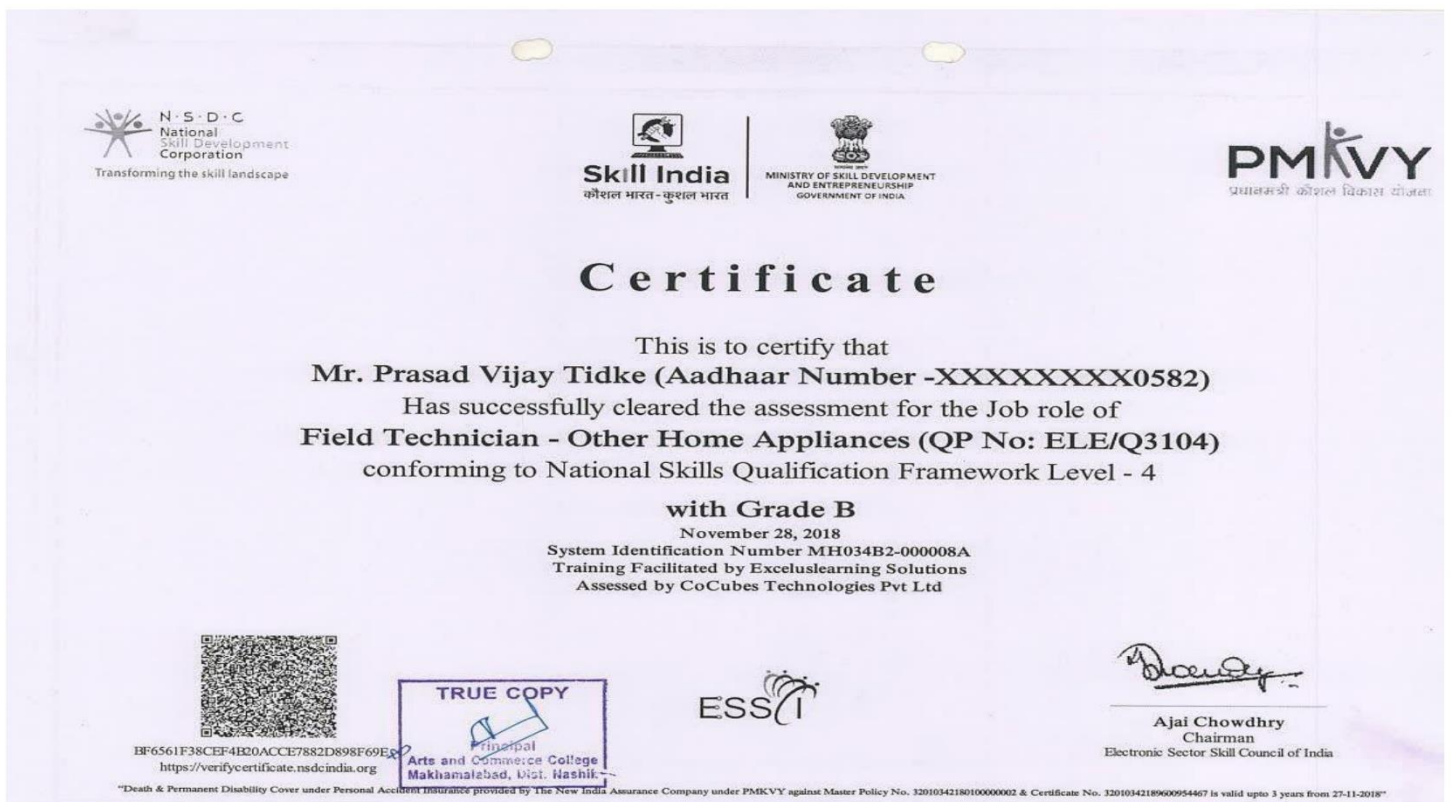 N·S·D·C
National
Skill Development
Corporation
Transforming the skill landscape
Skill India
कौशल भारत - कुशल भारत
सत्यमेव जयते
MINISTRY OF SKILL DEVELOPMENT
AND ENTREPRENEURSHIP
GOVERNMENT OF INDIA
PMKVY
प्रधानमन्त्री कौशल विकास योजना
Certificate
This is to certify that
Mr. Prasad Vijay Tidke (Aadhaar Number -XXXXXXXX0582)
Has successfully cleared the assessment for the Job role of
Field Technician - Other Home Appliances (QP No: ELE/Q3104)
conforming to National Skills Qualification Framework Level - 4
with Grade B
November 28, 2018
System Identification Number MH034B2-000008A
Training Facilitated by Exceluslearning Solutions
Assessed by CoCubes Technologies Pvt Ltd
BF6561F38CEF4B20ACCE7882D898F69E
https://verifycertificate.nsdcindia.org
TRUE COPY
Principal
Arts and Commerce College
Makhamalabad, Dist. Nashik
ESSCI
Ajai Chowdhry
Chairman
Electronic Sector Skill Council of India
"Death & Permanent Disability Cover under Personal Accident Insurance provided by The New India Assurance Company under PMKVY against Master Policy No. 32010342180100000002 & Certificate No. 32010342189600954467 is valid upto 3 years from 27-11-2018"